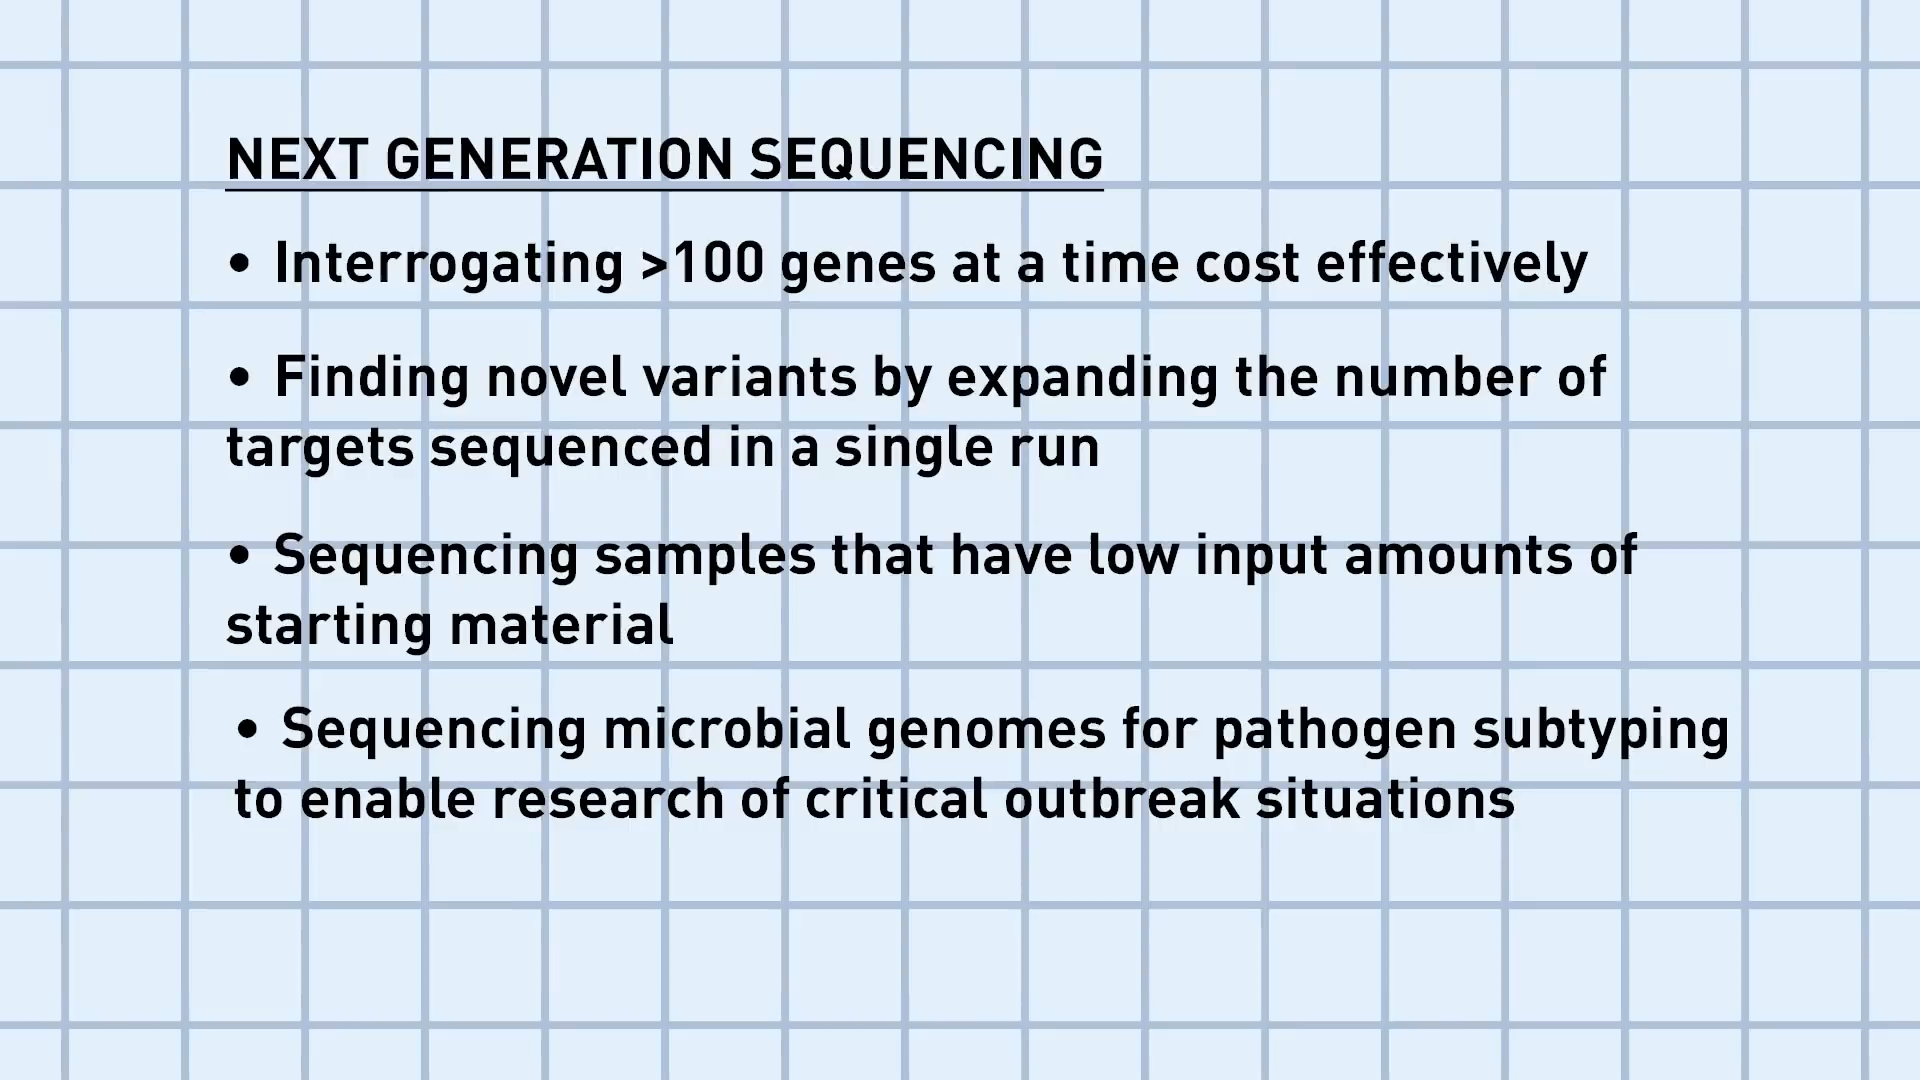 NEXT GENERATION SEQUENCING
• Interrogating >100 genes at a time cost effectively
• Finding novel variants by expanding the number of
targets sequenced in a single run
• Sequencing samples that have low input amounts of
starting material
• Sequencing microbial genomes for pathogen subtyping
to enable research of critical outbreak situations